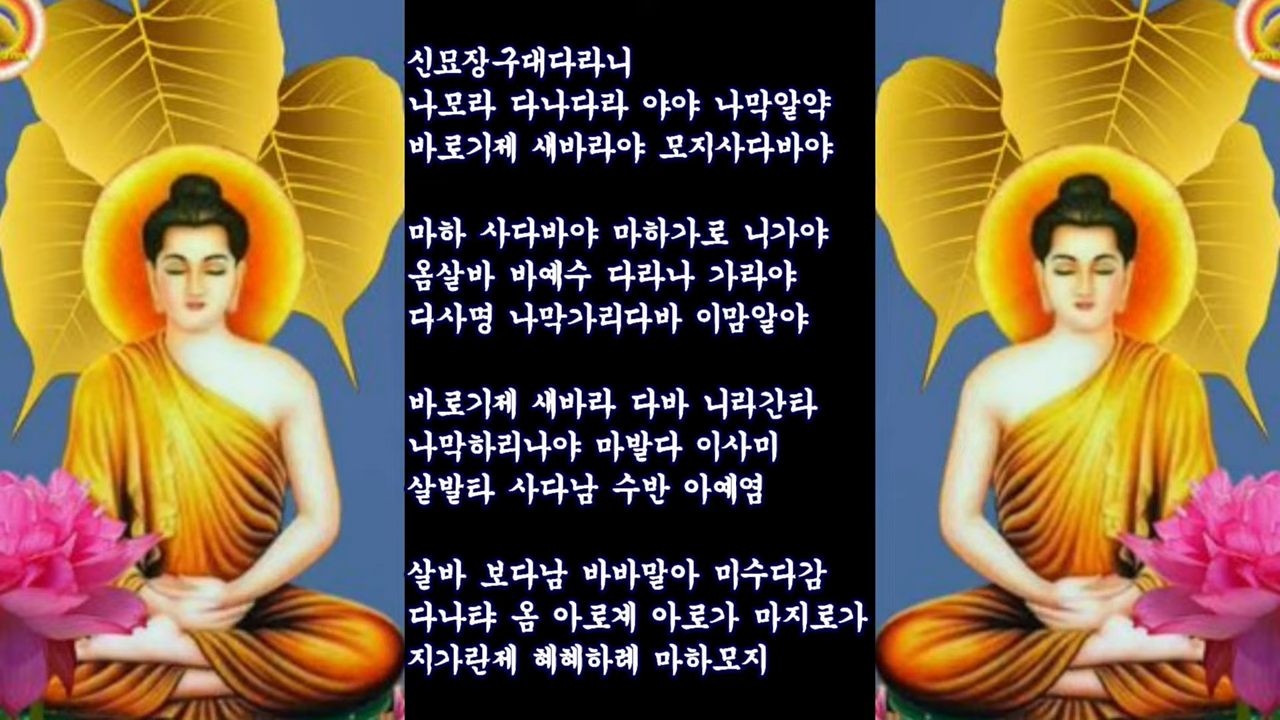 신묘장구대다라니
나모라 다나다라 야야 나막알약
바로기제 새바라야 모지사다바야
마하 사다바야 마하가로 니가야
옴살바 바예수 다라나 가라야
다사명 나막가리다바 이맘알야
바로기제 새바라 다바 니라간타
나막하리나야 마발다 이사미
살발타 사다남 수반 아예염
살바 보다남 바바말아 미수다감
다나탸 옴 아로계 아로가 마지로가
지가란제 혜혜하례 마하모지